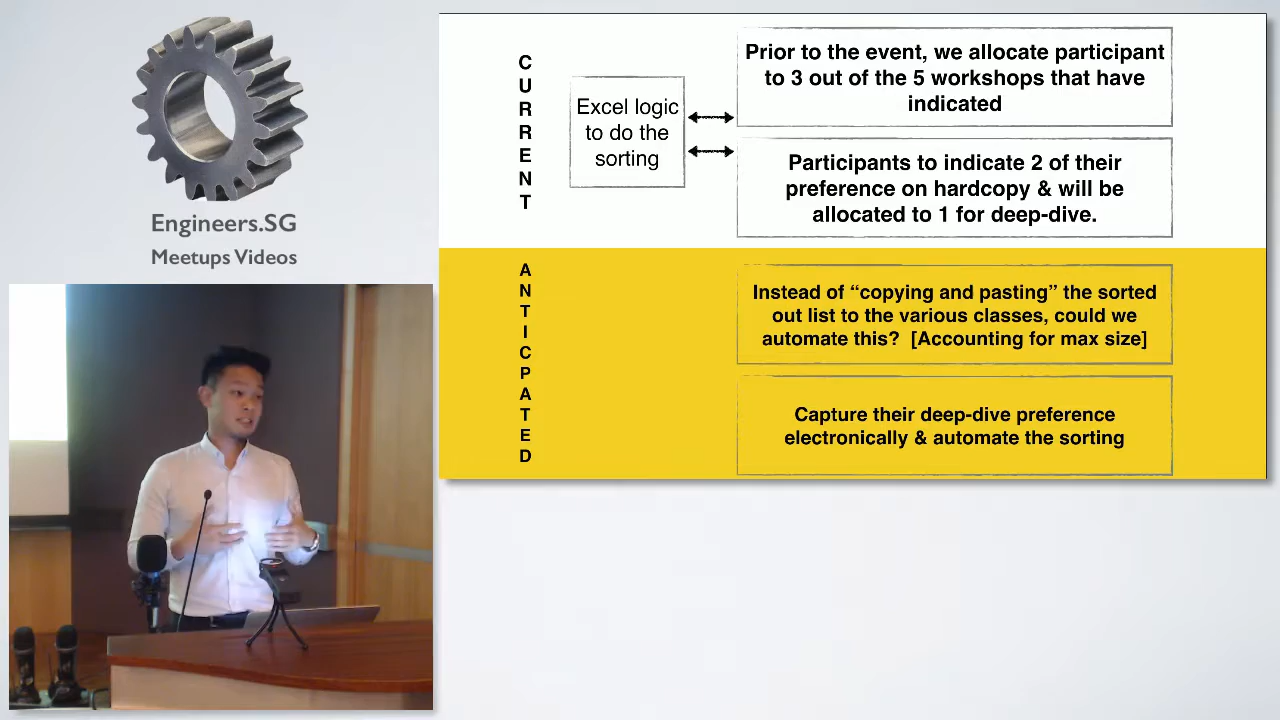 Engineers.SG
Meetups Videos
CURRENT
Excel logic
to do the
sorting
Prior to the event, we allocate participant
to 3 out of the 5 workshops that have
indicated
Participants to indicate 2 of their
preference on hardcopy & will be
allocated to 1 for deep-dive.
ANTICPATED
Instead of “copying and pasting” the sorted
out list to the various classes, could we
automate this?  [Accounting for max size]
Capture their deep-dive preference
electronically & automate the sorting